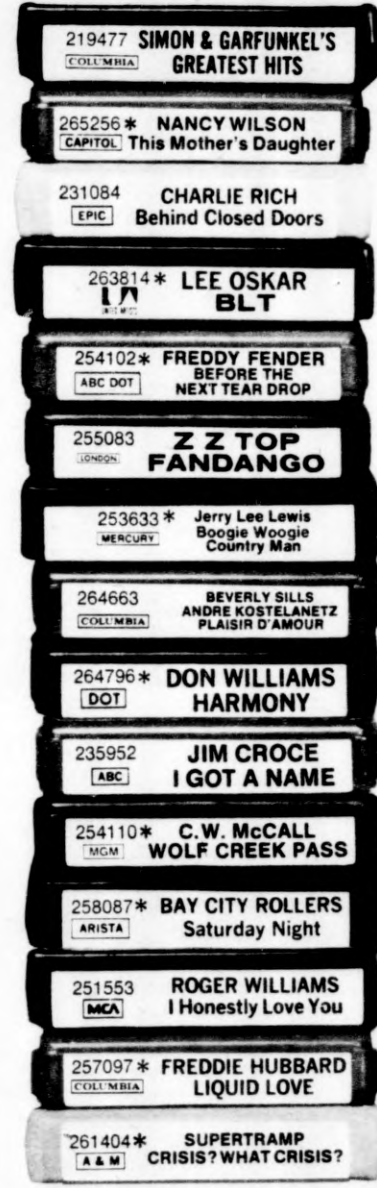 219477 SIMON & GARFUNKEL'S
COLUMBIA GREATEST HITS
265256* NANCY WILSON
CAPITOL This Mother's Daughter
231084 CHARLIE RICH
EPIC Behind Closed Doors
263814* LEE OSKAR
BLT
254102* FREDDY FENDER
ABC DOT BEFORE THE
NEXT TEAR DROP
255083 Z Z TOP
LONDON FANDANGO
253633* Jerry Lee Lewis
MERCURY Boogie Woogie
Country Man
264663 BEVERLY SILLS
ANDRE KOSTELANETZ
COLUMBIA PLAISIR D'AMOUR
264796* DON WILLIAMS
DOT HARMONY
235952 JIM CROCE
ABC I GOT A NAME
254110* C.W. McCALL
MGM WOLF CREEK PASS
258087* BAY CITY ROLLERS
ARISTA Saturday Night
251553 ROGER WILLIAMS
MCA I Honestly Love You
257097* FREDDIE HUBBARD
COLUMBIA LIQUID LOVE
261404* SUPERTRAMP
A & M CRISIS? WHAT CRISIS?